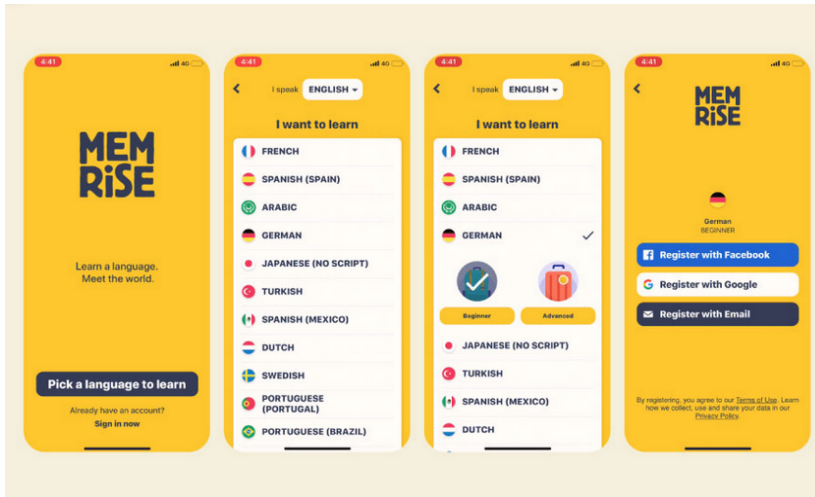 4:41
4G
MEM
RiSE
Learn a language.
Meet the world.
Pick a language to learn
Already have an account?
Sign in now
4:41
4G
I speak ENGLISH
I want to learn
FRENCH
SPANISH (SPAIN)
ARABIC
GERMAN
JAPANESE (NO SCRIPT)
TURKISH
SPANISH (MEXICO)
DUTCH
SWEDISH
PORTUGUESE
(PORTUGAL)
PORTUGUESE (BRAZIL)
4:41
4G
I speak ENGLISH
I want to learn
FRENCH
SPANISH (SPAIN)
ARABIC
GERMAN
Beginner Advanced
JAPANESE (NO SCRIPT)
TURKISH
SPANISH (MEXICO)
DUTCH
4:41
4G
MEM
RiSE
German
BEGINNER
Register with Facebook
Register with Google
Register with Email
By registering, you agree to our Terms of Use. Learn
how we collect, use and share your data in our
Privacy Policy.